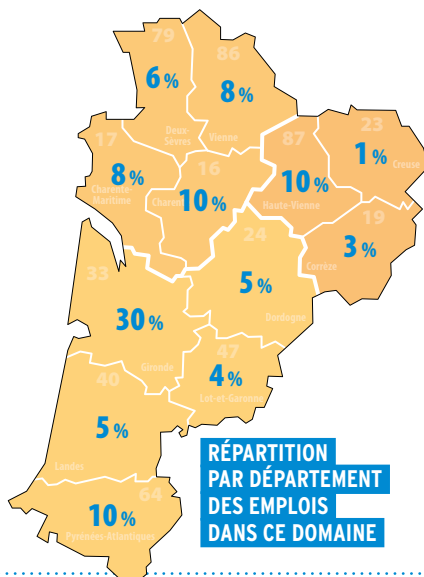 79
86
6 %
8 %
Deux-
Sèvres
Vienne
17
16
87
23
8 %
Charente-
Maritime
10 %
10 %
Haute-Vienne
1 %
Creuse
19
3 %
Corrèze
24
5 %
Dordogne
33
30 %
Gironde
47
4 %
Lot-et-Garonne
40
5 %
Landes
64
10 %
Pyrénées-Atlantiques
RÉPARTITION
PAR DÉPARTEMENT
DES EMPLOIS
DANS CE DOMAINE